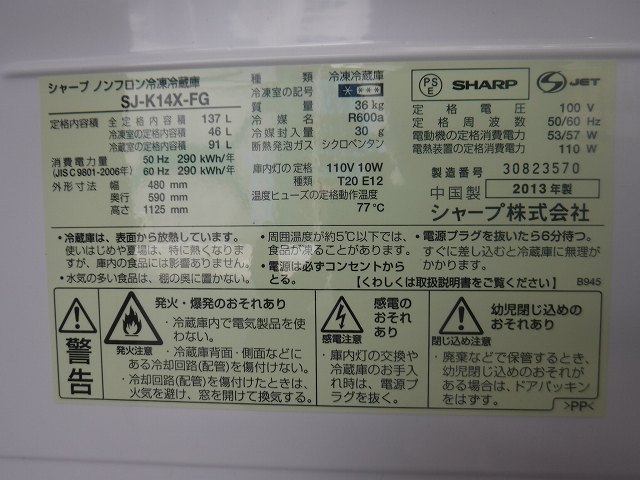 シャープ ノンフロン冷凍冷蔵庫
SJ-K14X-FG
定格内容積 全定格内容積 137 L
冷凍室の定格内容積 46 L
冷蔵室の定格内容積 91 L
消費電力量 50 Hz 290 kWh/年
(JIS C 9801-2006年) 60 Hz 290 kWh/年
外形寸法 幅 480 mm
奥行 590 mm
高さ 1125 mm
種類 冷凍冷蔵庫
冷凍室の記号 ****
質量 36 kg
冷媒 R600a
冷媒封入量 30 g
断熱発泡ガス シクロペンタン
庫内灯の定格 110V 10W
種類 T20 E12
温度ヒューズの定格動作温度
77℃
PS
E
SHARP
JET
定格電圧 100 V
定格周波数 50/60 Hz
電動機の定格消費電力 53/57 W
電熱装置の定格消費電力 110 W
製造番号 30823570
中国製 2013年製
シャープ株式会社
・冷蔵庫は、表面から放熱しています。
使いはじめや夏場は、特に熱くなりま
すが、庫内の食品には影響ありません。
・水気の多い食品は、棚の奥に置かない。
・周囲温度が約5℃以下では、
食品が凍ることがあります。
・電源は必ずコンセントから
とる。
・電源プラグを抜いたら6分待つ。
すぐに差し込むと冷蔵庫に無理が
かかります。
【くわしくは取扱説明書をご覧ください】
B945
警告
発火注意
発火・爆発のおそれあり
・冷蔵庫内で電気製品を使
わない。
・冷蔵庫背面・側面などに
ある冷却回路(配管)を傷付けない。
・冷却回路(配管)を傷付けたときは、
火気を避け、窓を開けて換気する。
感電注意
感電の
おそれ
あり
・庫内灯の交換や
冷蔵庫のお手入
れ時は、電源プ
ラグを抜く。
閉じ込め注意
幼児閉じ込めの
おそれあり
・廃棄などで保管するとき、
幼児閉じ込めのおそれが
ある場合は、ドアパッキン
をはずす。
>PP<